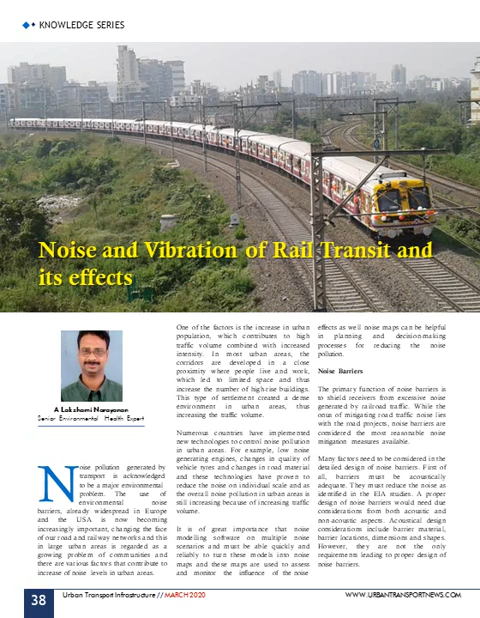 KNOWLEDGE SERIES
Noise and Vibration of Rail Transit and
its effects
A Lakshami Narayanan
Senior Environmental Health Expert
Noise pollution generated by
transport is acknowledged
to be a major environmental
problem. The use of
environmental noise
barriers, already widespread in Europe
and the USA is now becoming
increasingly important, changing the face
of our road and railway networks and this
in large urban areas is regarded as a
growing problem of communities and
there are various factors that contribute to
increase of noise levels in urban areas.
One of the factors is the increase in urban
population, which contributes to high
traffic volume combined with increased
intensity. In most urban areas, the
corridors are developed in a close
proximity where people live and work,
which led to limited space and thus
increase the number of high rise buildings.
This type of settlement created a dense
environment in urban areas, thus
increasing the traffic volume.
Numerous countries have implemented
new technologies to control noise pollution
in urban areas. For example, low noise
generating engines, changes in quality of
vehicle tyres and changes in road material
and these technologies have proven to
reduce the noise on individual scale and as
the overall noise pollution in urban areas is
still increasing because of increasing traffic
volume.
It is of great importance that noise
modelling software on multiple noise
scenarios and must be able quickly and
reliably to turn these models into noise
maps and these maps are used to assess
and monitor the influence of the noise
effects as well noise maps can be helpful
in planning and decision-making
processes for reducing the noise
pollution.
Noise Barriers
The primary function of noise barriers is
to shield receivers from excessive noise
generated by railroad traffic. While the
onus of mitigating road traffic noise lies
with the road projects, noise barriers are
considered the most reasonable noise
mitigation measures available.
Many factors need to be considered in the
detailed design of noise barriers. First of
all, barriers must be acoustically
adequate. They must reduce the noise as
identified in the EIA studies. A proper
design of noise barriers would need due
considerations from both acoustic and
non-acoustic aspects. Acoustical design
considerations include barrier material,
barrier locations, dimensions and shapes.
However, they are not the only
requirements leading to proper design of
noise barriers.
38
Urban Transport Infrastructure // MARCH 2020
WWW.URBANTRANSPORTNEWS.COM